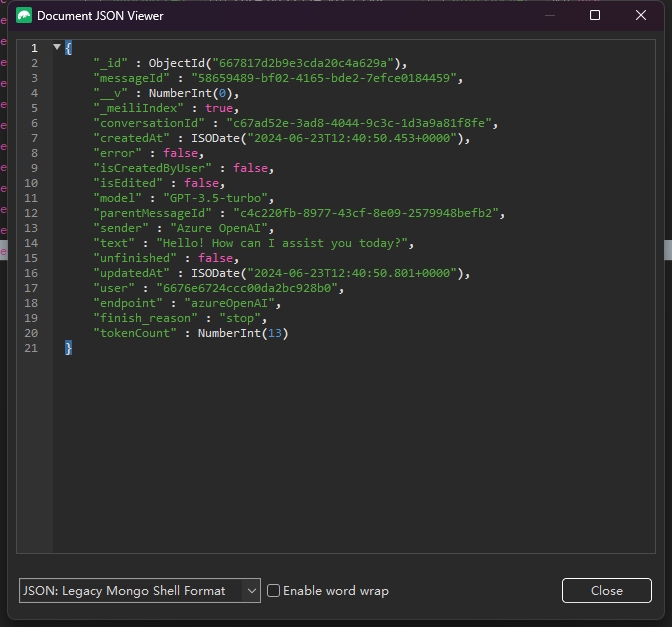 Document JSON Viewer
1 {
2 "_id" : ObjectId("667817d2b9e3cda20c4a629a"),
3 "messageId" : "58659489-bf02-4165-bde2-7efce0184459",
4 "__v" : NumberInt(0),
5 "_meiliIndex" : true,
6 "conversationId" : "c67ad52e-3ad8-4044-9c3c-1d3a9a81f8fe",
7 "createdAt" : ISODate("2024-06-23T12:40:50.453+0000"),
8 "error" : false,
9 "isCreatedByUser" : false,
10 "isEdited" : false,
11 "model" : "GPT-3.5-turbo",
12 "parentMessageId" : "c4c220fb-8977-43cf-8e09-2579948befb2",
13 "sender" : "Azure OpenAI",
14 "text" : "Hello! How can I assist you today?",
15 "unfinished" : false,
16 "updatedAt" : ISODate("2024-06-23T12:40:50.801+0000"),
17 "user" : "6676e6724ccc00da2bc928b0",
18 "endpoint" : "azureOpenAI",
19 "finish_reason" : "stop",
20 "tokenCount" : NumberInt(13)
21 }
JSON: Legacy Mongo Shell Format
Enable word wrap
Close